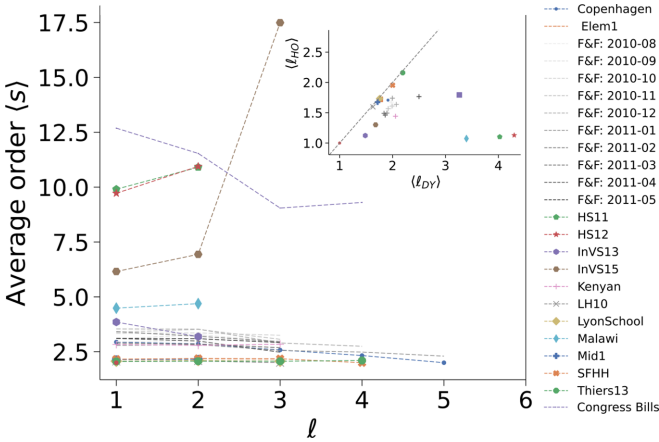 Average order ⟨s⟩
17.5
15.0
12.5
10.0
7.5
5.0
2.5
1 2 3 4 5 6
ℓ
⟨ℓHO⟩
2.5
2.0
1.5
1.0
1 2 3 4
⟨ℓDY⟩
Copenhagen
Elem1
F&F: 2010-08
F&F: 2010-09
F&F: 2010-10
F&F: 2010-11
F&F: 2010-12
F&F: 2011-01
F&F: 2011-02
F&F: 2011-03
F&F: 2011-04
F&F: 2011-05
HS11
HS12
InVS13
InVS15
Kenyan
LH10
LyonSchool
Malawi
Mid1
SFHH
Thiers13
Congress Bills